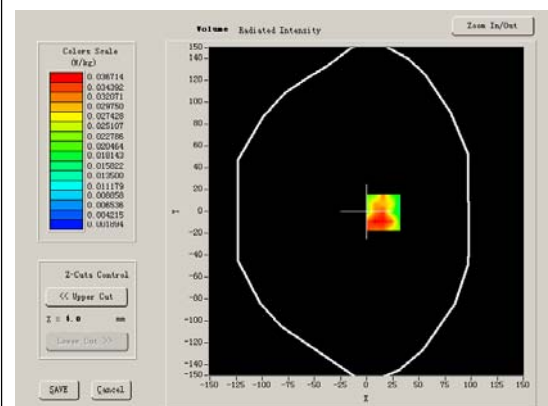 Volume Radiated Intensity
Zoom In/Out
Colors Scale
(W/kg)
0.036714
0.034392
0.032071
0.029750
0.027428
0.025107
0.022786
0.020464
0.018143
0.015822
0.013500
0.011179
0.008858
0.006536
0.004215
0.001894
Z-Cuts Control
<< Upper Cut
Z = 4.0 mm
Lower Cut >>
SAVE
Cancel
150
140
120
100
80
60
40
20
Y
0
-20
-40
-60
-80
-100
-120
-140
-150
-150 -125 -100 -75 -50 -25 0 25 50 75 100 125 150
X